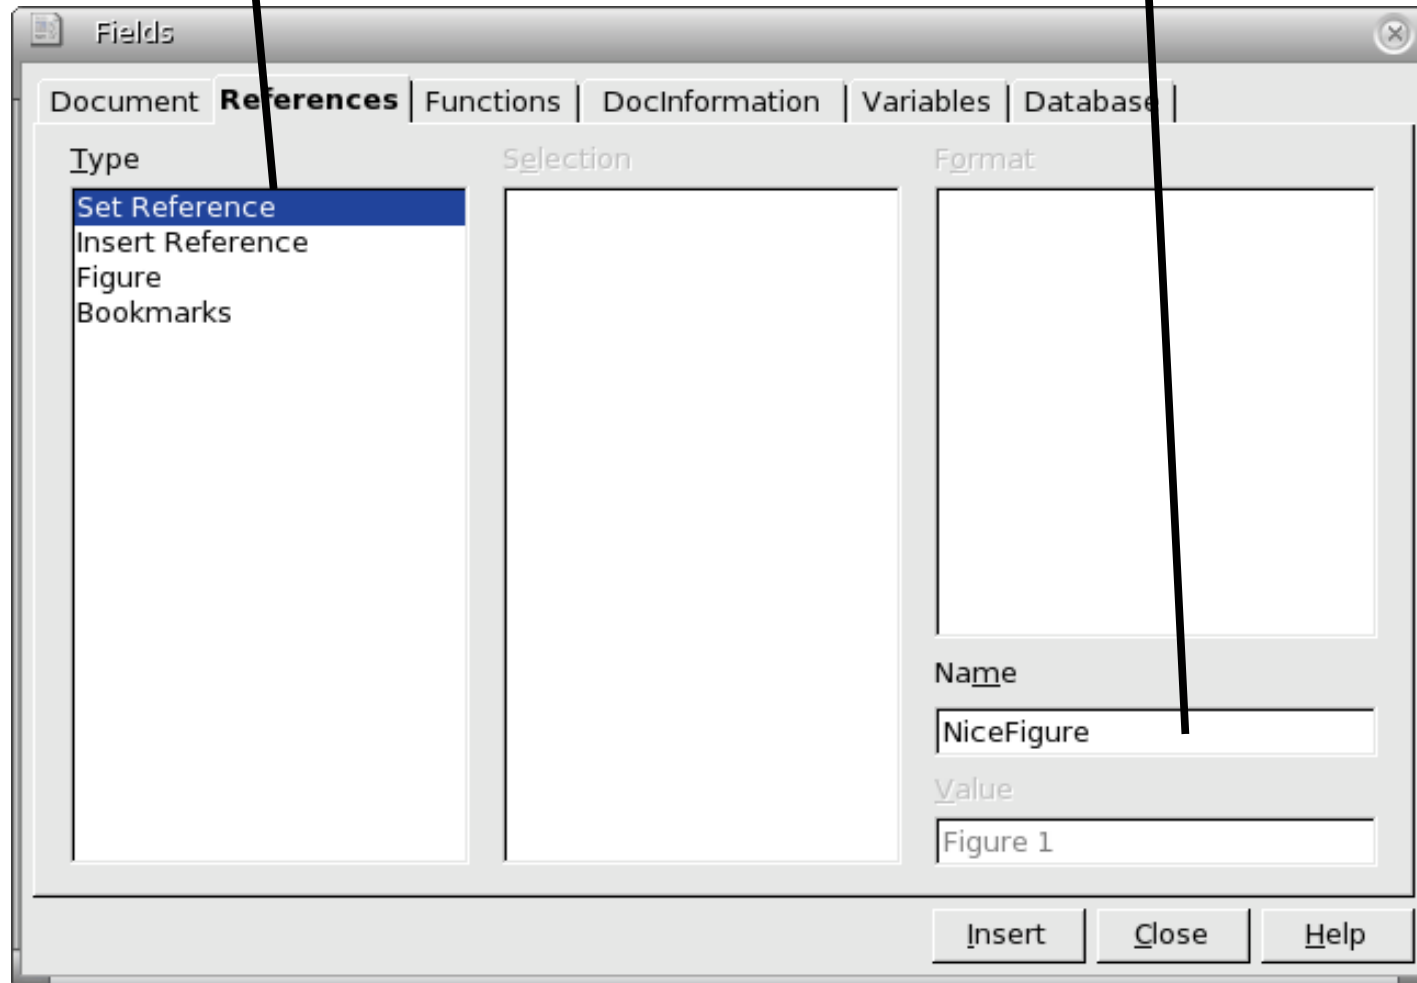 Fields
Document References Functions DocInformation Variables Database
Type Selection Format
Set Reference
Insert Reference
Figure
Bookmarks
Name
NiceFigure
Value
Figure 1
Insert Close Help